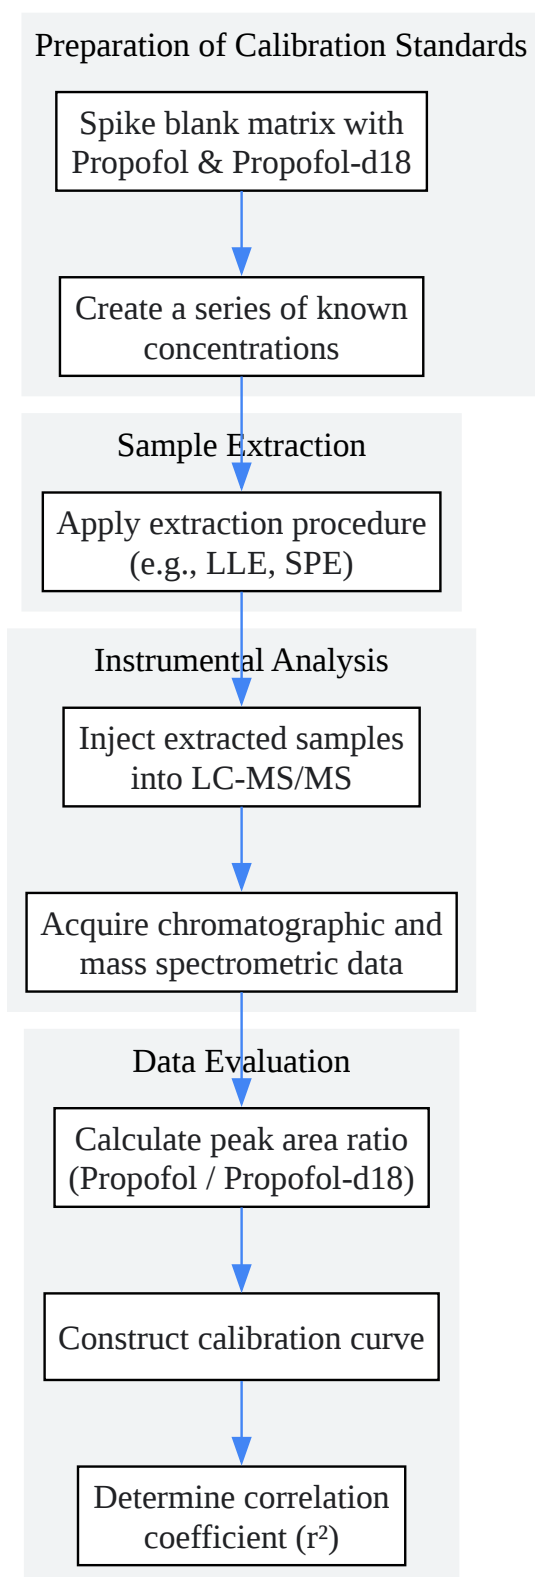 Preparation of Calibration Standards
Spike blank matrix with
Propofol & Propofol-d18
Create a series of known
concentrations
Sample Extraction
Apply extraction procedure
(e.g., LLE, SPE)
Instrumental Analysis
Inject extracted samples
into LC-MS/MS
Acquire chromatographic and
mass spectrometric data
Data Evaluation
Calculate peak area ratio
(Propofol / Propofol-d18)
Construct calibration curve
Determine correlation
coefficient (r²)